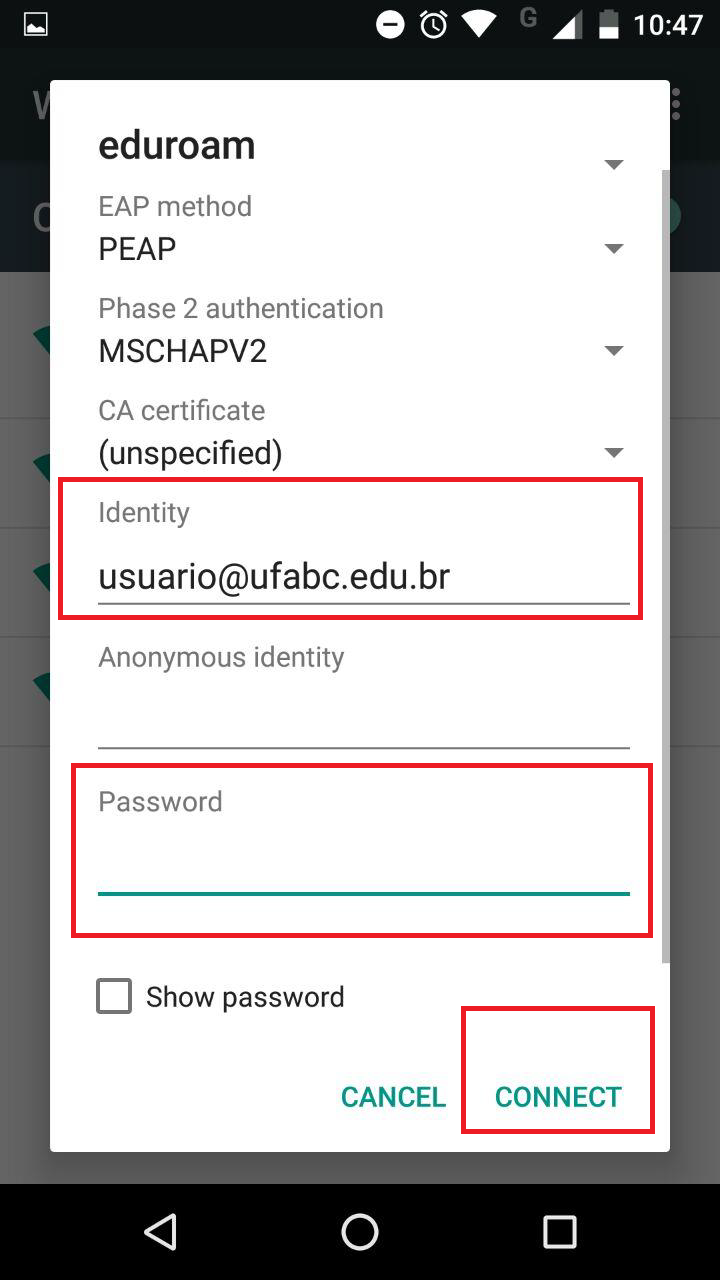 G 10:47
eduroam
EAP method
PEAP
Phase 2 authentication
MSCHAPV2
CA certificate
(unspecified)
Identity
usuario@ufabc.edu.br
Anonymous identity
Password
Show password
CANCEL CONNECT